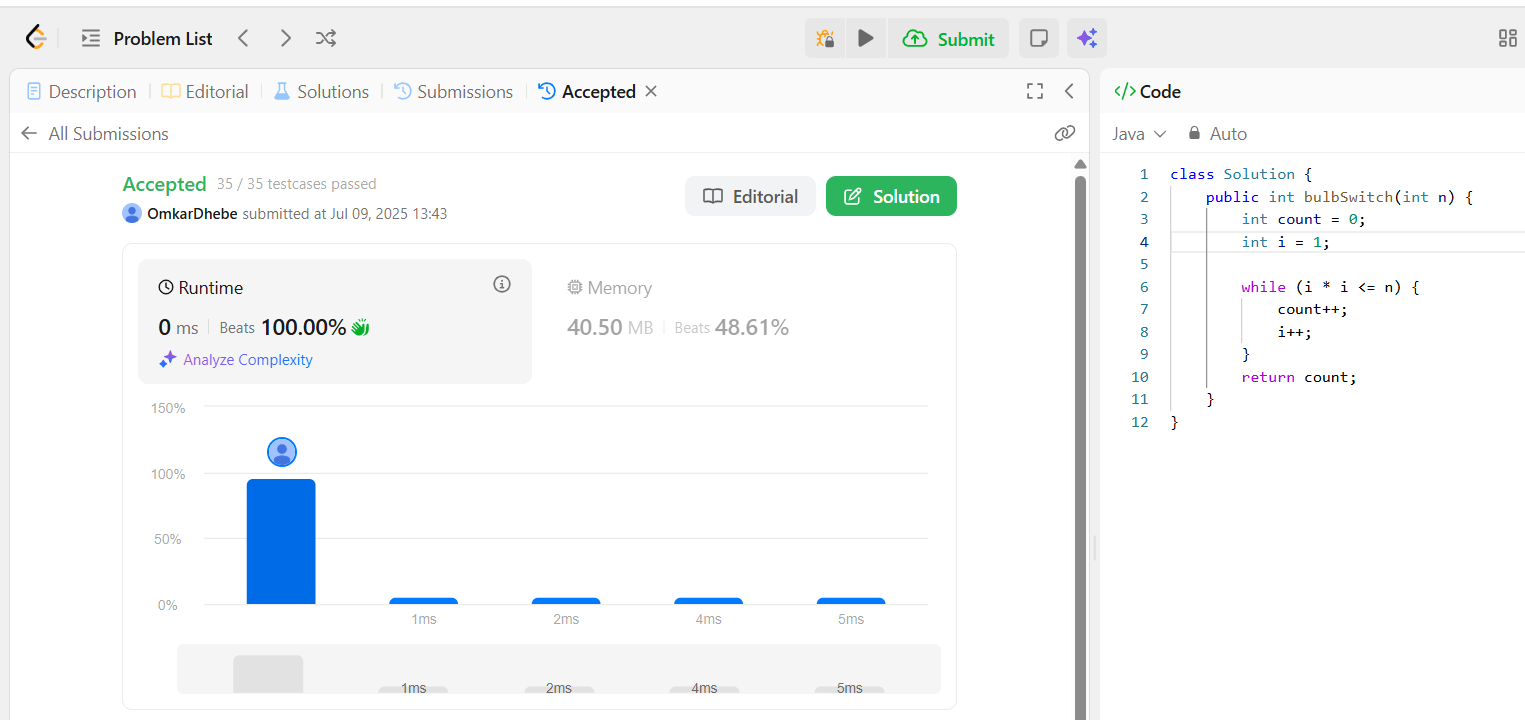 Problem List
Submit
Description Editorial Solutions Submissions Accepted
All Submissions
Accepted 35 / 35 testcases passed
OmkarDhebe submitted at Jul 09, 2025 13:43
Editorial Solution
Runtime
0 ms Beats 100.00%
Analyze Complexity
Memory
40.50 MB Beats 48.61%
150%
100%
50%
0%
1ms 2ms 4ms 5ms
1ms 2ms 4ms 5ms
</> Code
Java Auto
1 class Solution {
2 public int bulbSwitch(int n) {
3 int count = 0;
4 int i = 1;
5
6 while (i * i <= n) {
7 count++;
8 i++;
9 }
10 return count;
11 }
12 }